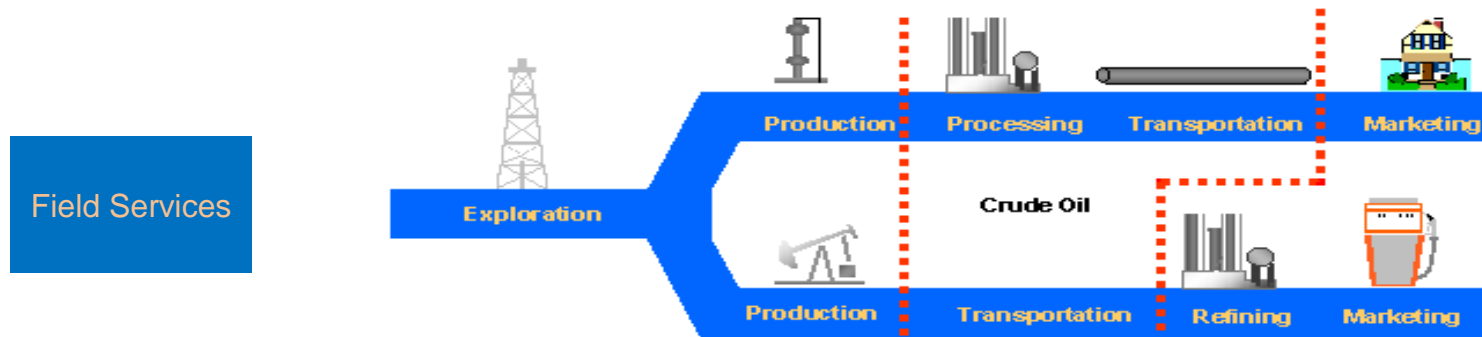 Field Services
Exploration
Production
Processing
Transportation
Marketing
Crude Oil
Production
Transportation
Refining
Marketing